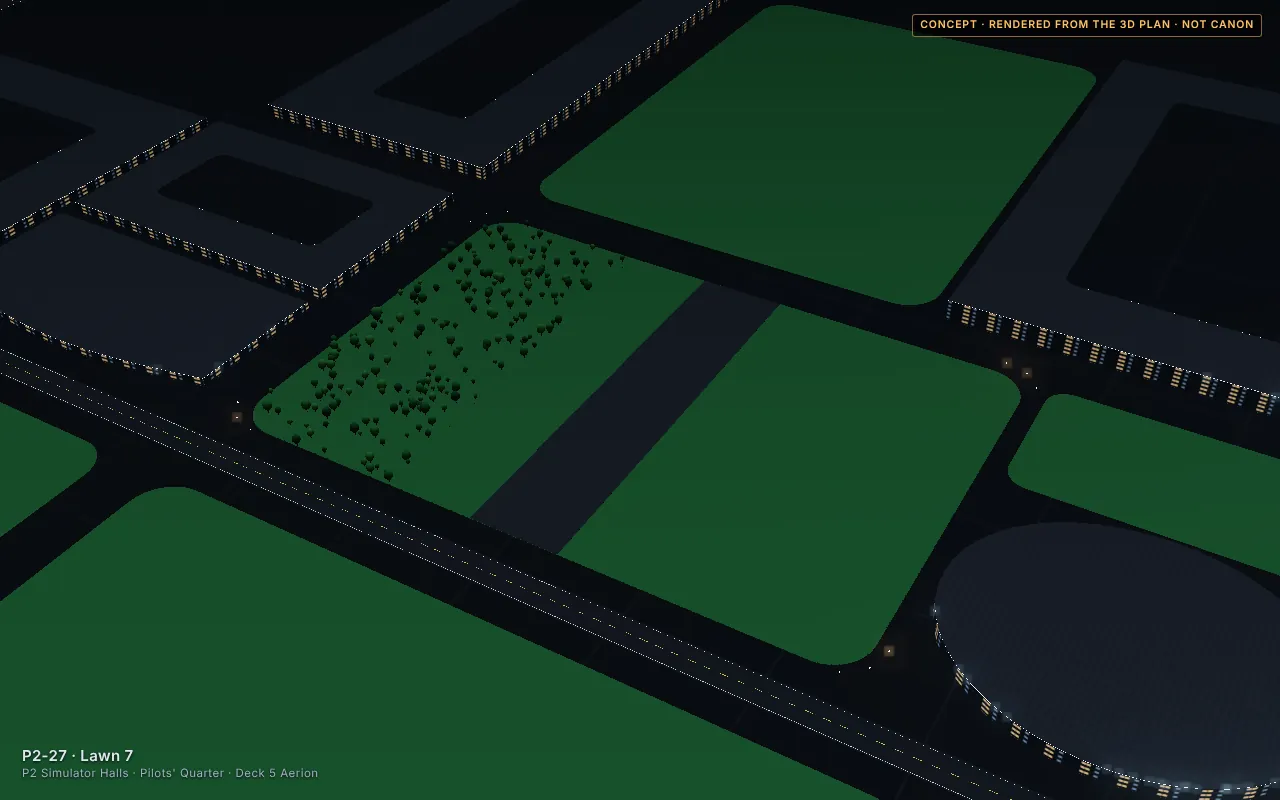 CONCEPT · RENDERED FROM THE 3D PLAN · NOT CANON
P2-27 · Lawn 7
P2 Simulator Halls · Pilots' Quarter · Deck 5 Aerion